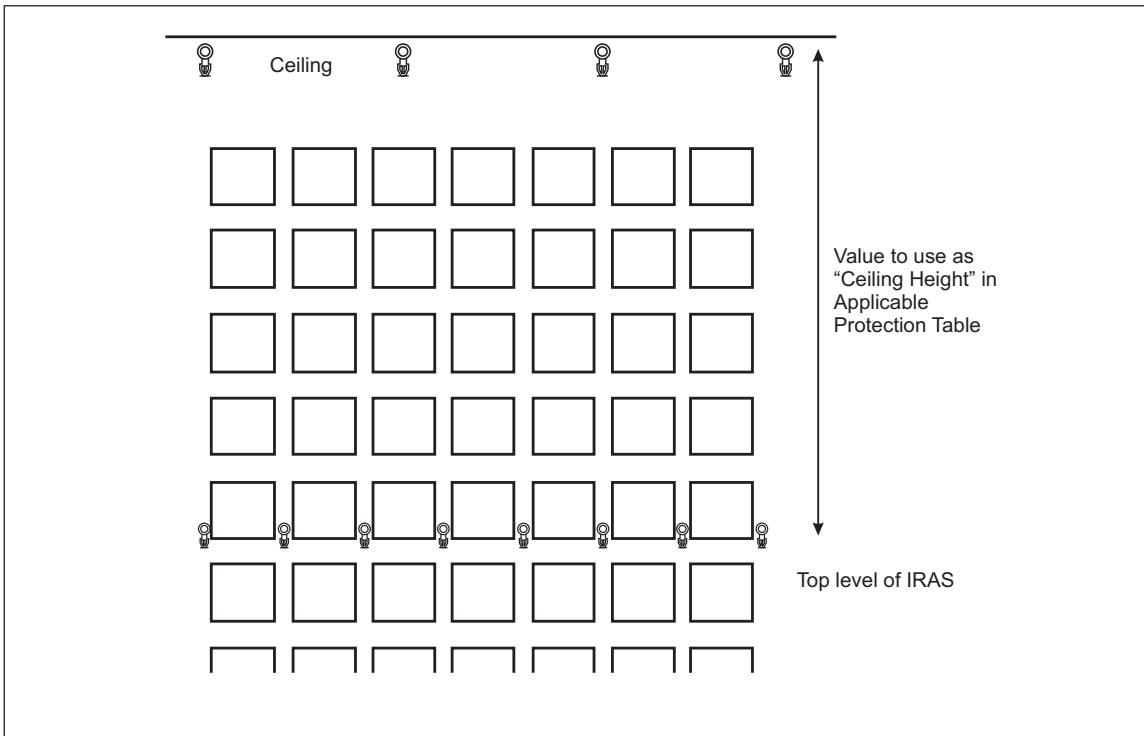 Ceiling
Value to use as
“Ceiling Height” in
Applicable
Protection Table
Top level of IRAS